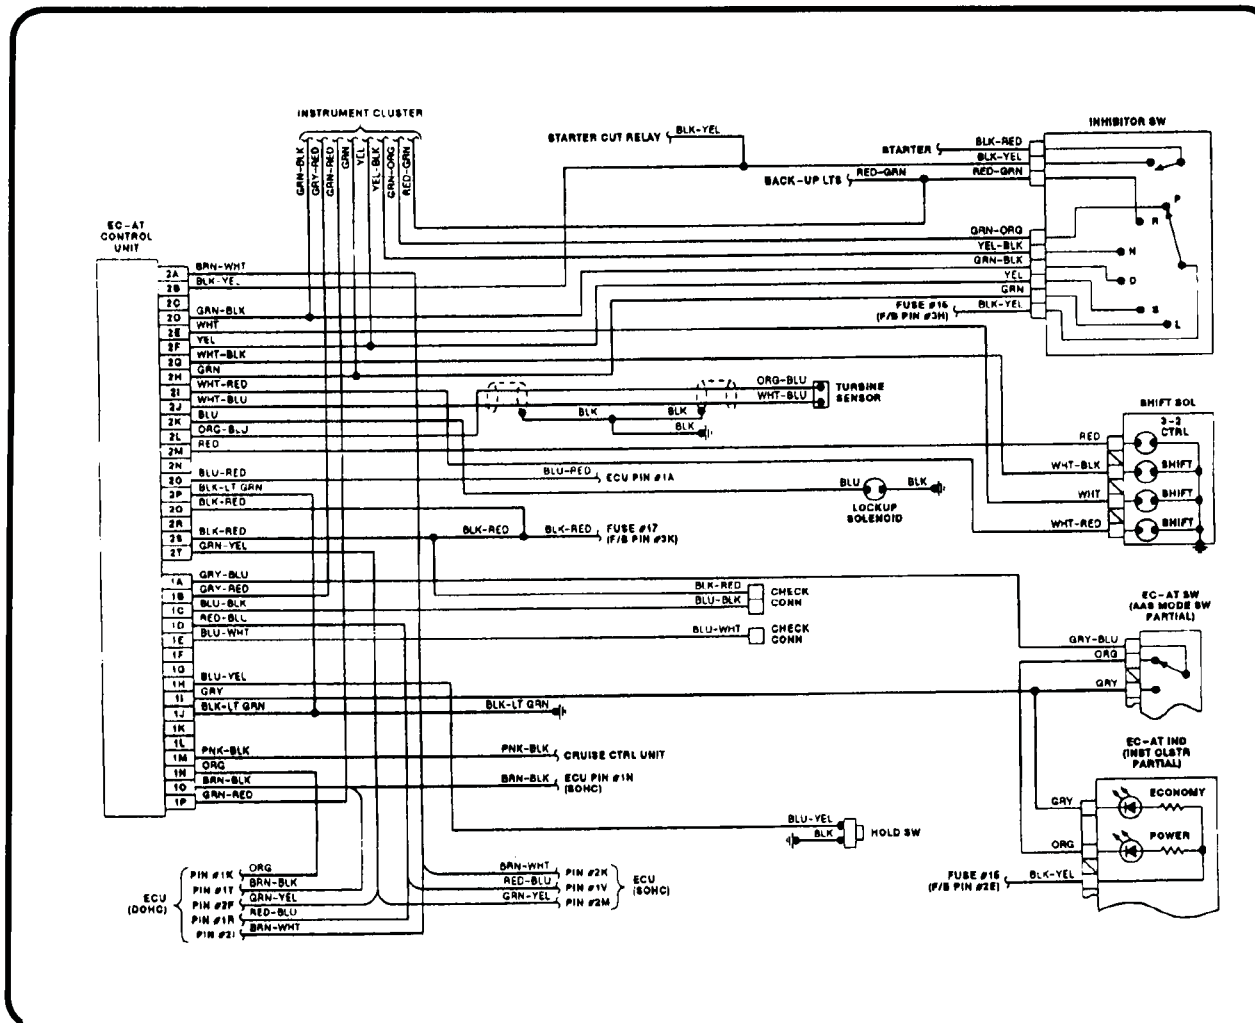 INSTRUMENT CLUSTER
GRN-BLK
GRY-RED
GRN-RED
GRN
YEL
YEL-BLK
GRN-ORG
RED-GRN
STARTER CUT RELAY
BLK-YEL
INHIBITOR SW
STARTER
BLK-RED
BLK-YEL
BACK-UP LTS
RED-GRN
RED-GRN
GRN-ORG
YEL-BLK
GRN-BLK
YEL
GRN
FUSE #15
(F/B PIN #3H)
BLK-YEL
P
R
N
D
S
L
EC-AT
CONTROL
UNIT
2A BRN-WHT
2B BLK-YEL
2C
2D GRN-BLK
2E WHT
2F YEL
2G WHT-BLK
2H GRN
2I WHT-RED
2J WHT-BLU
2K BLU
2L ORG-BLU
2M RED
2N
2O BLU-RED
2P BLK-LT GRN
2Q BLK-RED
2R
2S BLK-RED
2T GRN-YEL
1A GRY-BLU
1B GRY-RED
1C BLU-BLK
1D RED-BLU
1E BLU-WHT
1F
1G
1H BLU-YEL
1I GRY
1J BLK-LT GRN
1K
1L
1M PNK-BLK
1N ORG
1O BRN-BLK
1P GRN-RED
ORG-BLU
WHT-BLU
TURBINE
SENSOR
BLK
BLK
BLK
SHIFT SOL
RED
3-2
CTRL
WHT-BLK
SHIFT
WHT
SHIFT
WHT-RED
SHIFT
BLU-RED
ECU PIN #1A
BLU
BLK
LOCKUP
SOLENOID
BLK-RED
BLK-RED
FUSE #17
(F/B PIN #3K)
BLK-RED
BLU-BLK
CHECK
CONN
BLU-WHT
CHECK
CONN
EC-AT SW
(AAS MODE SW
PARTIAL)
GRY-BLU
ORG
GRY
BLK-LT GRN
PNK-BLK
CRUISE CTRL UNIT
BRN-BLK
ECU PIN #1N
(SOHC)
EC-AT IND
(INST CLSTR
PARTIAL)
GRY
ECONOMY
ORG
POWER
FUSE #15
(F/B PIN #2E)
BLK-YEL
BLU-YEL
BLK
HOLD SW
ECU
(DOHC)
PIN #1K ORG
PIN #1T BRN-BLK
PIN #2F GRN-YEL
PIN #1R RED-BLU
PIN #2I BRN-WHT
BRN-WHT PIN #2K
RED-BLU PIN #1V
GRN-YEL PIN #2M
ECU
(SOHC)